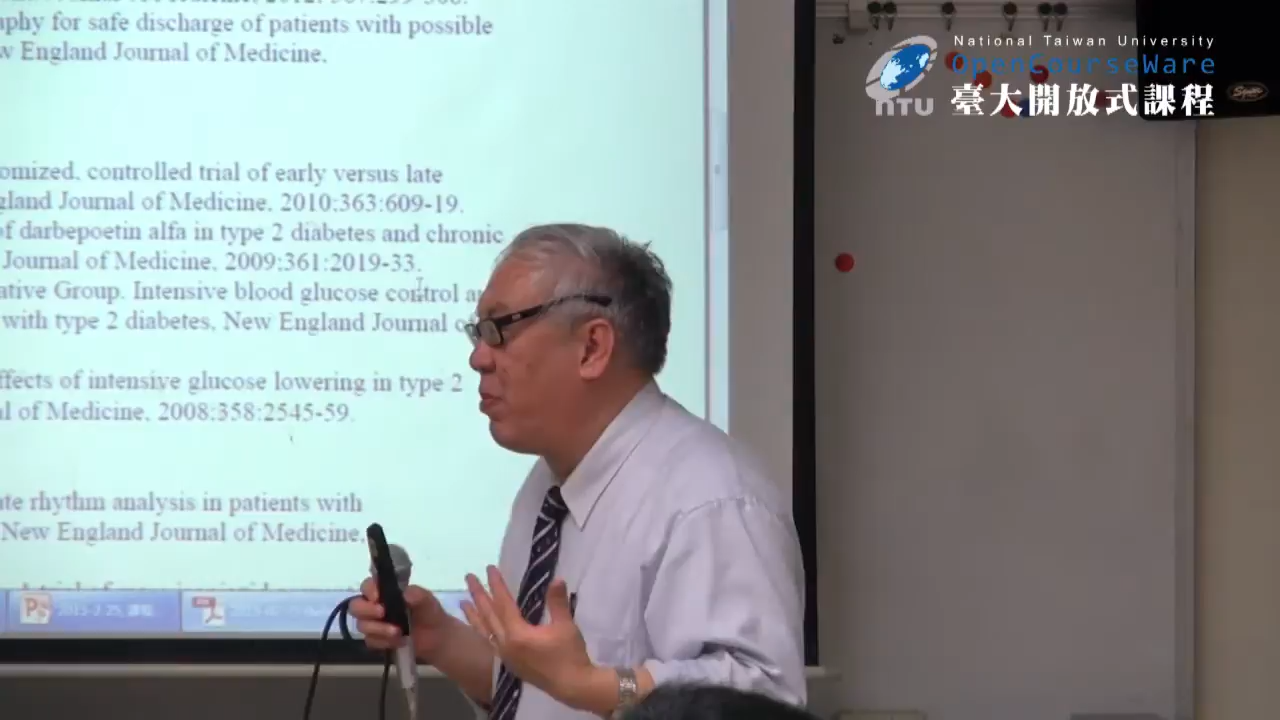 aphy for safe discharge of patients with possible
w England Journal of Medicine,
omized, controlled trial of early versus late
gland Journal of Medicine, 2010;363:609-19.
of darbepoetin alfa in type 2 diabetes and chronic
Journal of Medicine, 2009;361:2019-33.
ative Group. Intensive blood glucose control a
with type 2 diabetes, New England Journal o
ffects of intensive glucose lowering in type 2
al of Medicine, 2008;358:2545-59.
ate rhythm analysis in patients with
New England Journal of Medicine,
National Taiwan University
OpenCourseWare
NTU
臺大開放式課程